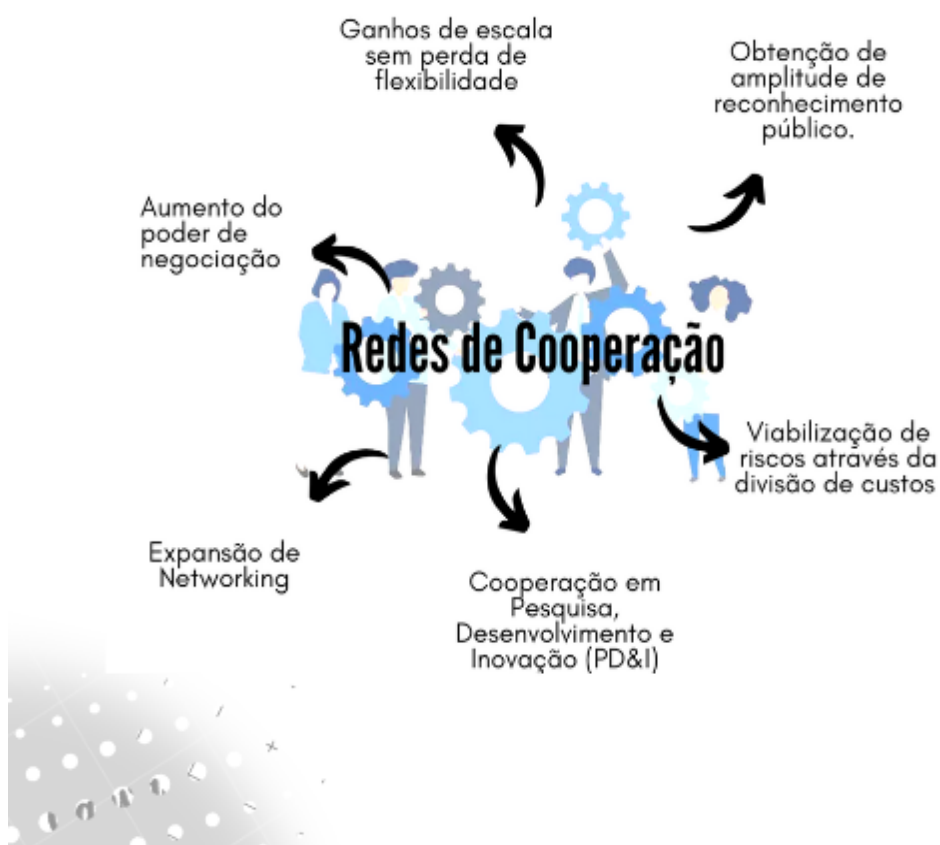 Ganhos de escala
sem perda de
flexibilidade
Obtenção de
amplitude de
reconhecimento
público.
Aumento do
poder de
negociação
Redes de Cooperação
Viabilização de
riscos através da
divisão de custos
Expansão de
Networking
Cooperação em
Pesquisa,
Desenvolvimento e
Inovação (PD&I)